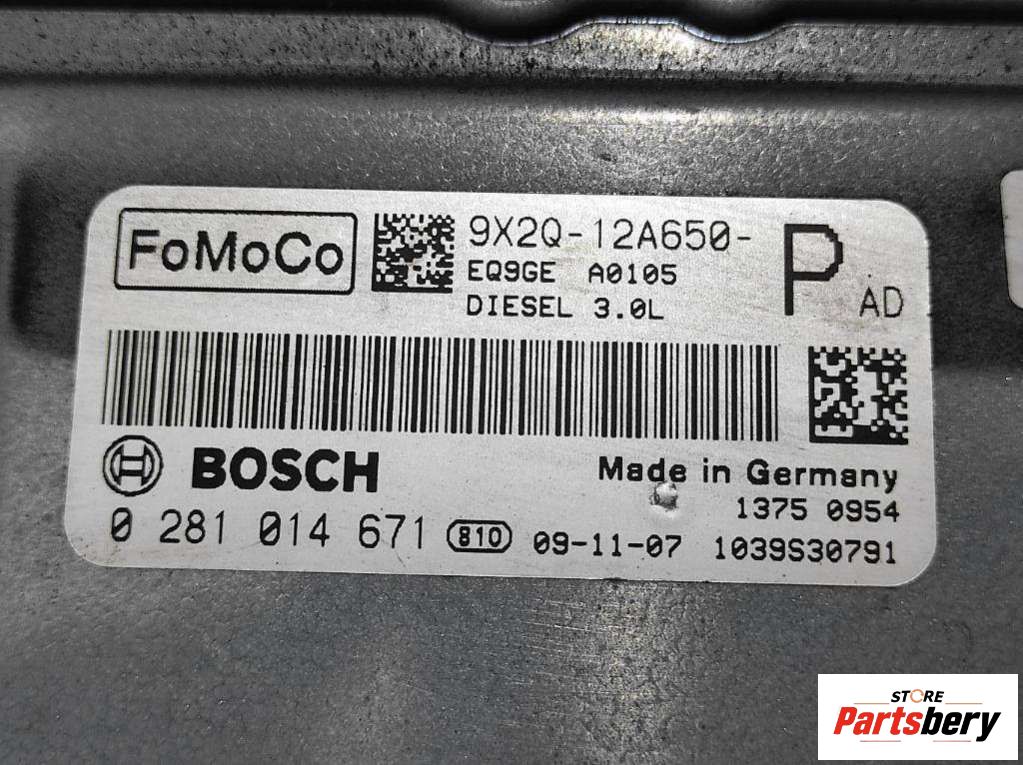 FoMoCo
9X2Q-12A650- P AD
EQ9GE A0105
DIESEL 3.0L
BOSCH
Made in Germany
1375 0954
0 281 014 671 810 09-11-07 1039S30791
STORE
Partsbery